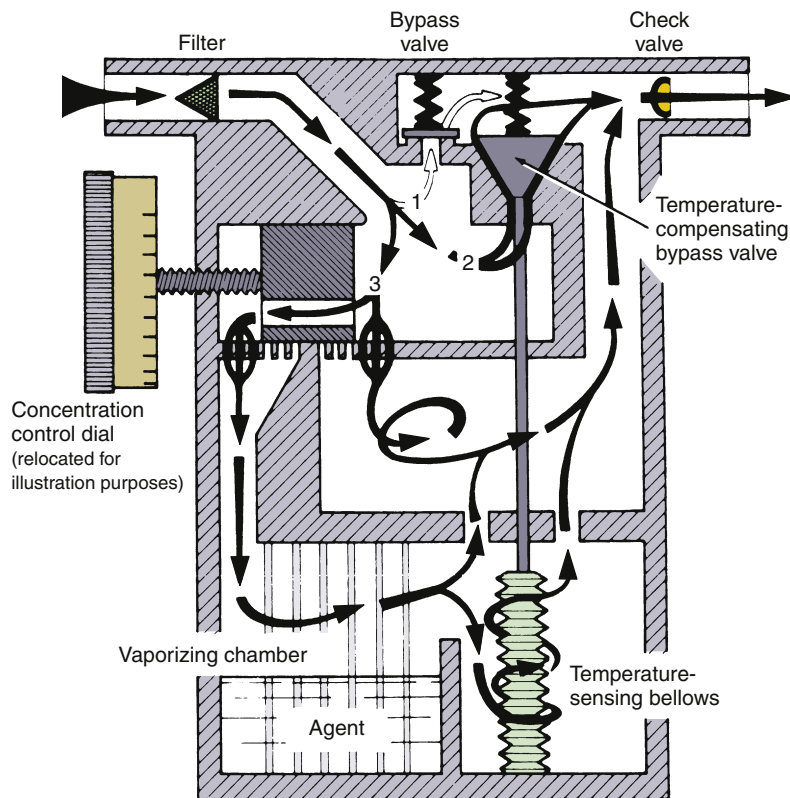 Filter
Bypass
valve
Check
valve
1
2
3
Temperature-
compensating
bypass valve
Concentration
control dial
(relocated for
illustration purposes)
Vaporizing chamber
Agent
Temperature-
sensing bellows